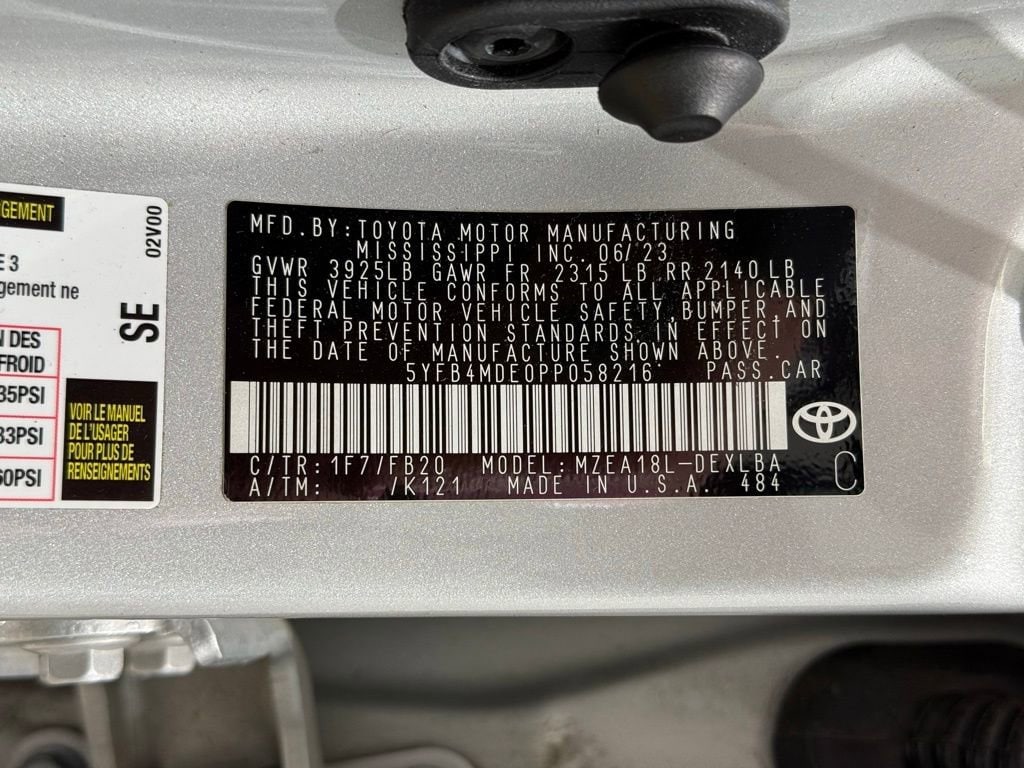 GEMENT
02V00
E 3
gement ne
SE
N DES
FROID
35PSI
33PSI
60PSI
VOIR LE MANUEL
DE L'USAGER
POUR PLUS DE
RENSEIGNEMENTS
MFD. BY: TOYOTA MOTOR MANUFACTURING
MISSISSIPPI INC. 06/23
GVWR 3925LB GAWR FR 2315 LB RR 2140 LB
THIS VEHICLE CONFORMS TO ALL APPLICABLE
FEDERAL MOTOR VEHICLE SAFETY, BUMPER, AND
THEFT PREVENTION STANDARDS IN EFFECT ON
THE DATE OF MANUFACTURE SHOWN ABOVE.
5YFB4MDE0PP058216 PASS. CAR
C/TR: 1F7/FB20 MODEL: MZEA18L-DEXLBA
A/TM: /K121 MADE IN U.S.A. 484